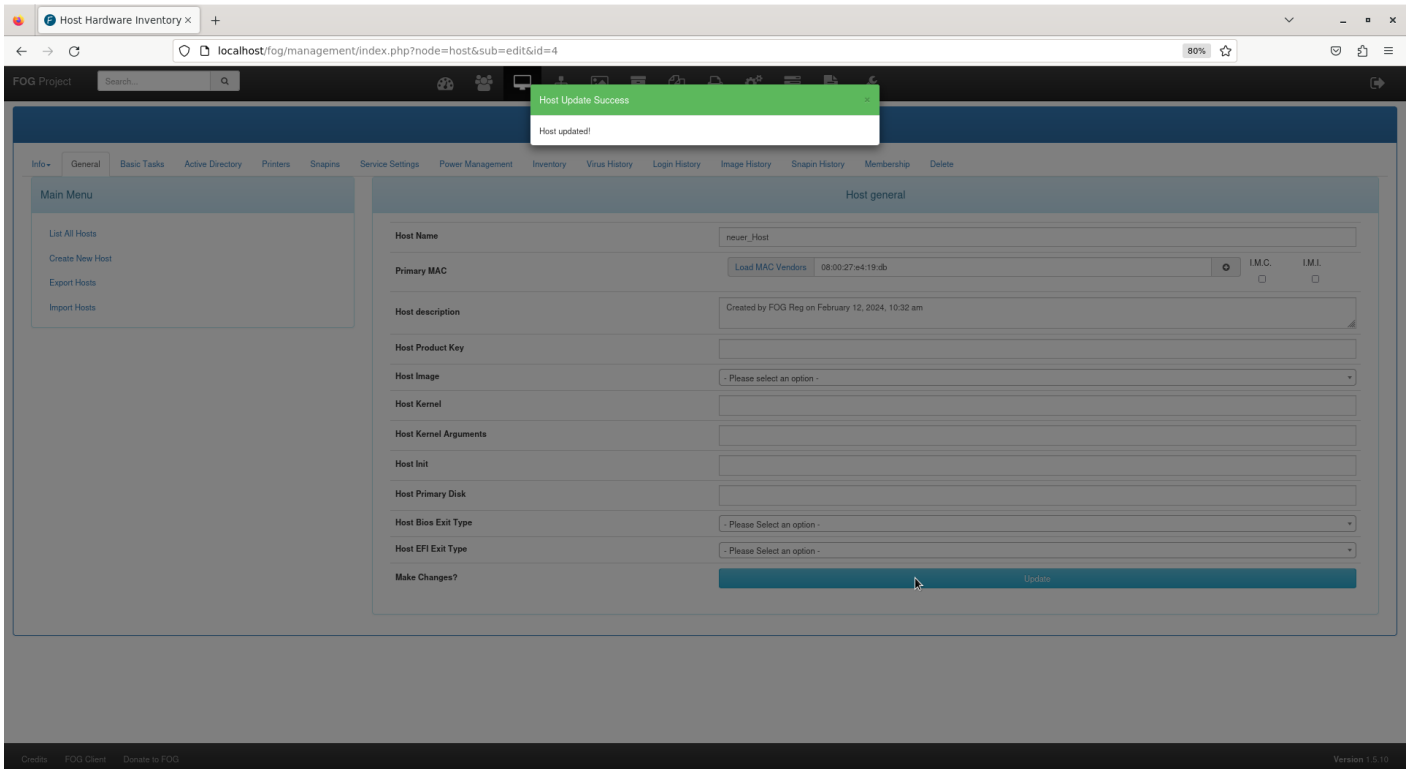 Host Hardware Inventory
localhost/fog/management/index.php?node=host&sub=edit&id=4
80%
FOG Project
Search...
Host Update Success
×
Host updated!
Info
General
Basic Tasks
Active Directory
Printers
Snapins
Service Settings
Power Management
Inventory
Virus History
Login History
Image History
Snapin History
Membership
Delete
Main Menu
List All Hosts
Create New Host
Export Hosts
Import Hosts
Host general
Host Name
neuer_Host
Primary MAC
Load MAC Vendors
08:00:27:e4:19:db
I.M.C.
I.M.I.
Host description
Created by FOG Reg on February 12, 2024, 10:32 am
Host Product Key
Host Image
- Please select an option -
Host Kernel
Host Kernel Arguments
Host Init
Host Primary Disk
Host Bios Exit Type
- Please Select an option -
Host EFI Exit Type
- Please Select an option -
Make Changes?
Update
Credits
FOG Client
Donate to FOG
Version 1.5.10